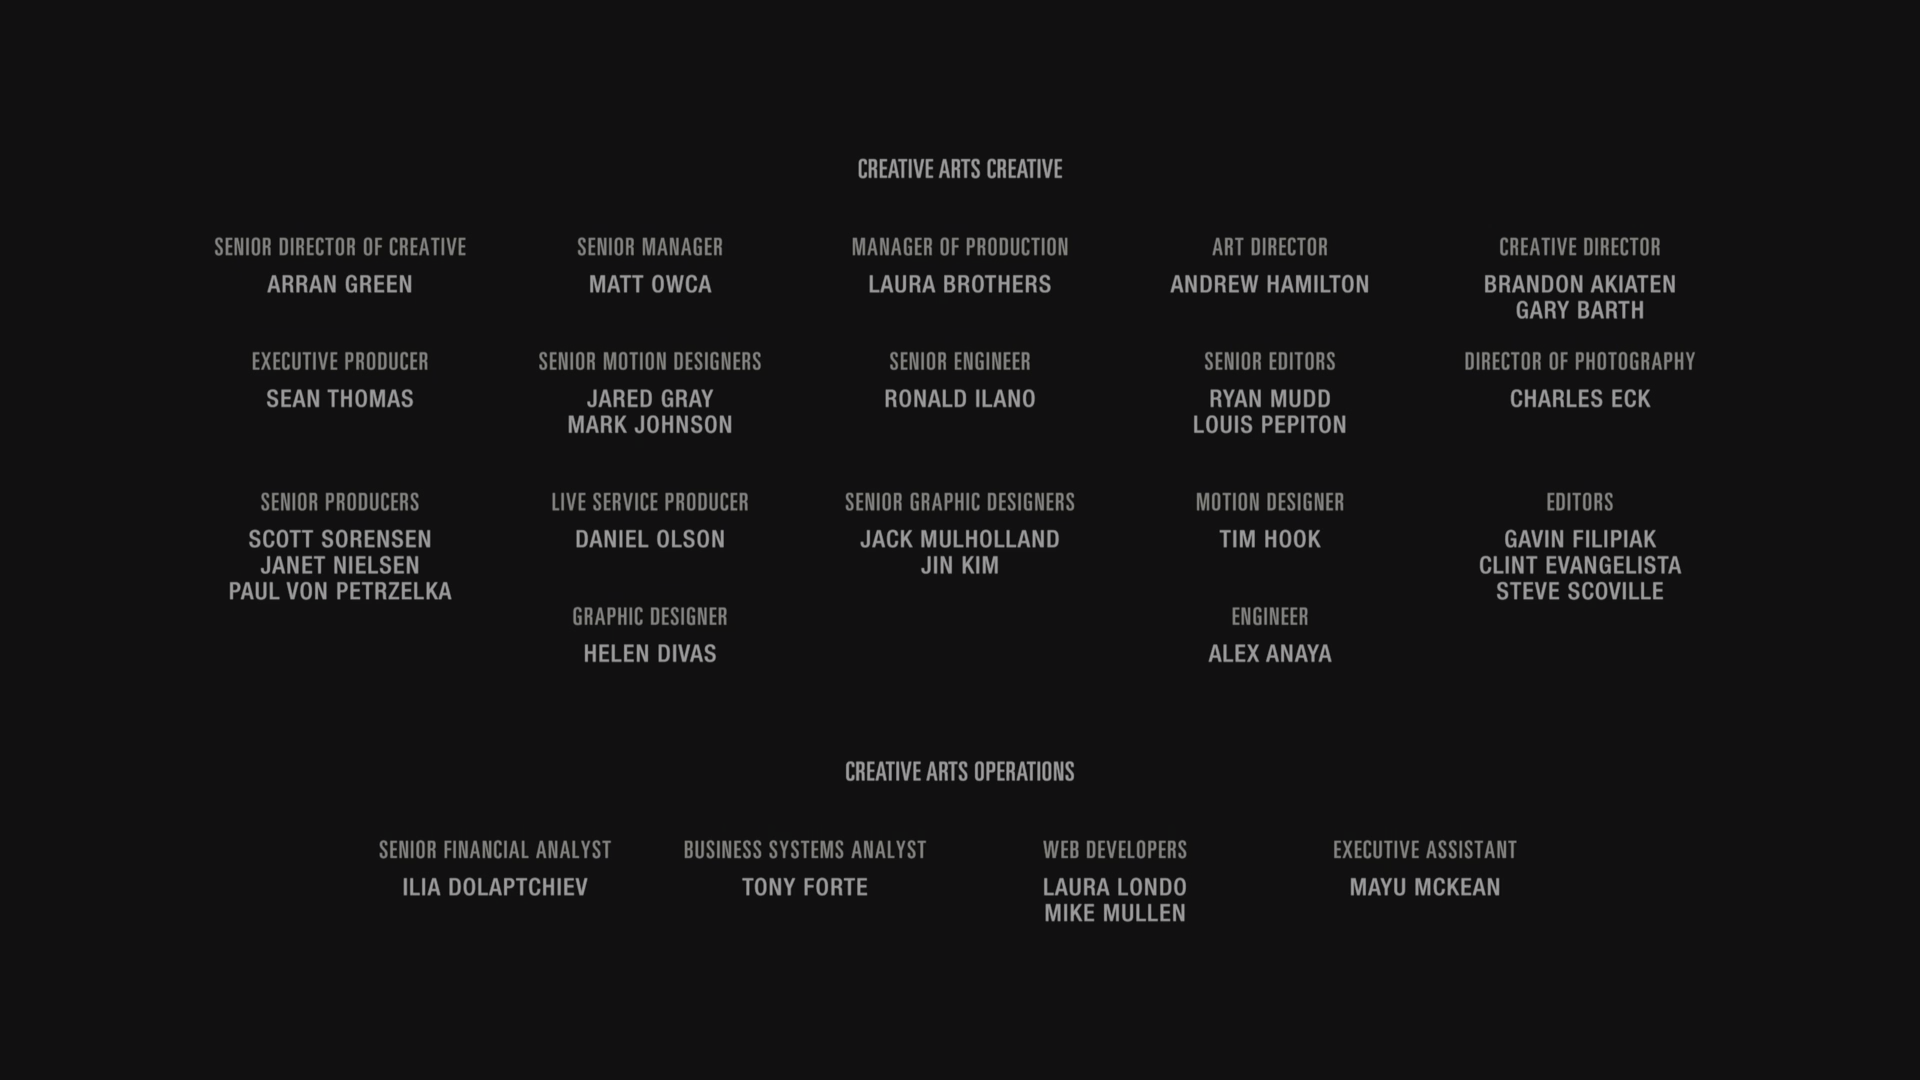 CREATIVE ARTS CREATIVE
SENIOR DIRECTOR OF CREATIVE
ARRAN GREEN
SENIOR MANAGER
MATT OWCA
MANAGER OF PRODUCTION
LAURA BROTHERS
ART DIRECTOR
ANDREW HAMILTON
CREATIVE DIRECTOR
BRANDON AKIATEN
GARY BARTH
EXECUTIVE PRODUCER
SEAN THOMAS
SENIOR MOTION DESIGNERS
JARED GRAY
MARK JOHNSON
SENIOR ENGINEER
RONALD ILANO
SENIOR EDITORS
RYAN MUDD
LOUIS PEPITON
DIRECTOR OF PHOTOGRAPHY
CHARLES ECK
SENIOR PRODUCERS
SCOTT SORENSEN
JANET NIELSEN
PAUL VON PETRZELKA
LIVE SERVICE PRODUCER
DANIEL OLSON
SENIOR GRAPHIC DESIGNERS
JACK MULHOLLAND
JIN KIM
MOTION DESIGNER
TIM HOOK
EDITORS
GAVIN FILIPIAK
CLINT EVANGELISTA
STEVE SCOVILLE
GRAPHIC DESIGNER
HELEN DIVAS
ENGINEER
ALEX ANAYA
CREATIVE ARTS OPERATIONS
SENIOR FINANCIAL ANALYST
ILIA DOLAPTCHIEV
BUSINESS SYSTEMS ANALYST
TONY FORTE
WEB DEVELOPERS
LAURA LONDO
MIKE MULLEN
EXECUTIVE ASSISTANT
MAYU MCKEAN